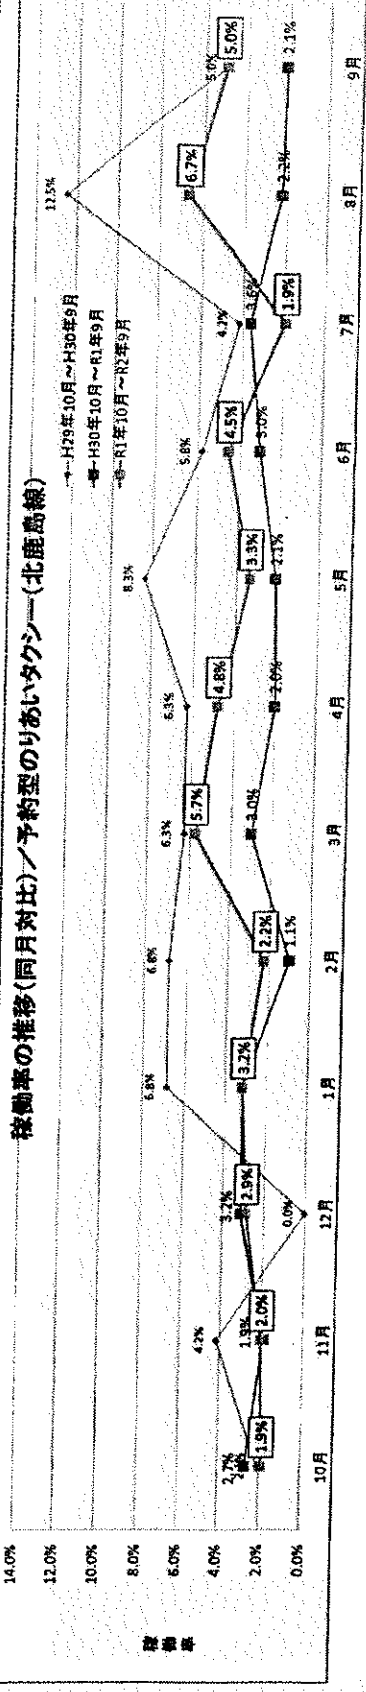 稼働率の推移(同月対比)／予約型のりあいタクシー(北鹿島線)
H29年10月～H30年9月
H30年10月～R1年9月
R1年10月～R2年9月
稼働率
14.0%
12.0%
10.0%
8.0%
6.0%
4.0%
2.0%
0.0%
4.2%
0.0%
6.8%
6.8%
6.3%
6.3%
8.3%
5.8%
4.2%
12.5%
5.0%
2.7%
1.9%
3.2%
1.1%
3.0%
2.0%
2.1%
3.0%
3.6%
2.2%
2.1%
1.9%
2.0%
2.9%
3.2%
2.2%
5.7%
4.8%
3.3%
4.5%
1.9%
6.7%
5.0%
10月
11月
12月
1月
2月
3月
4月
5月
6月
7月
8月
9月